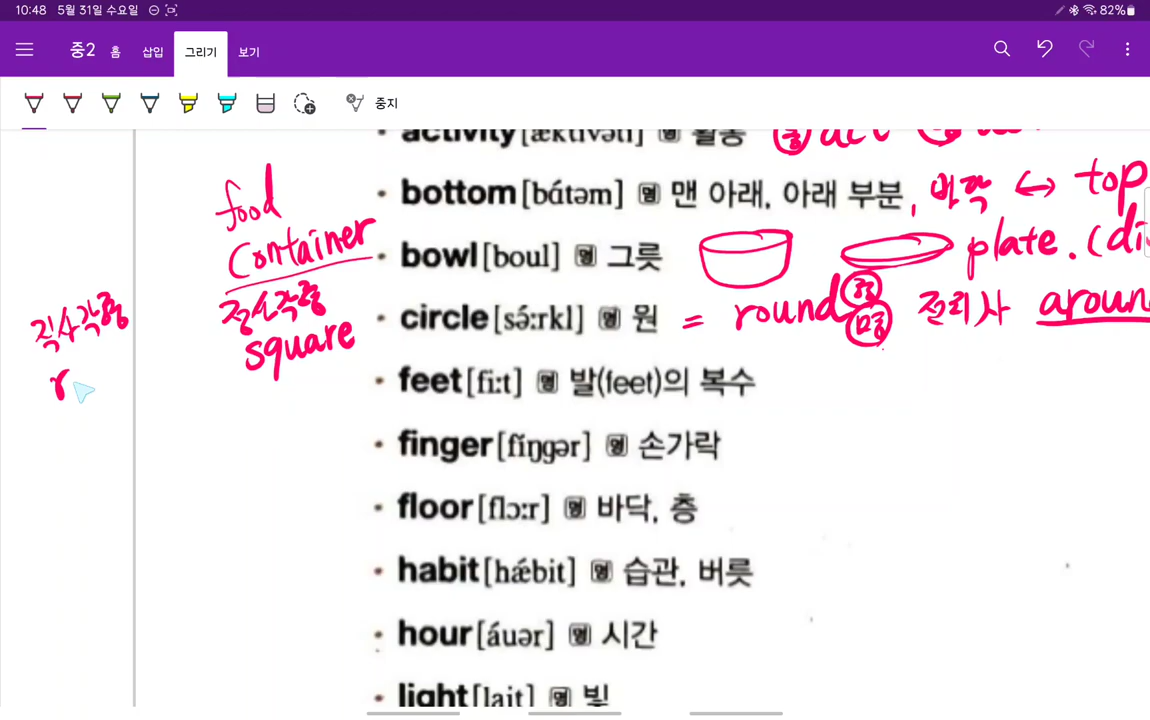 10:48 5월 31일 수요일 82%
중2 홈 삽입 그리기 보기
중지
activity[æktívəti] 명 활동 동 act
bottom[bátəm] 명 맨 아래, 아래 부분, 바닥 ↔ top
food
container
bowl[boul] 명 그릇 plate. (di
정사각형
square
circle[sə́ːrkl] 명 원 = round 형 명 전치사 around
직사각형
r
feet[fiːt] 명 발(feet)의 복수
finger[fíŋgər] 명 손가락
floor[flɔːr] 명 바닥, 층
habit[hǽbit] 명 습관, 버릇
hour[áuər] 명 시간
light[lait] 명 빛